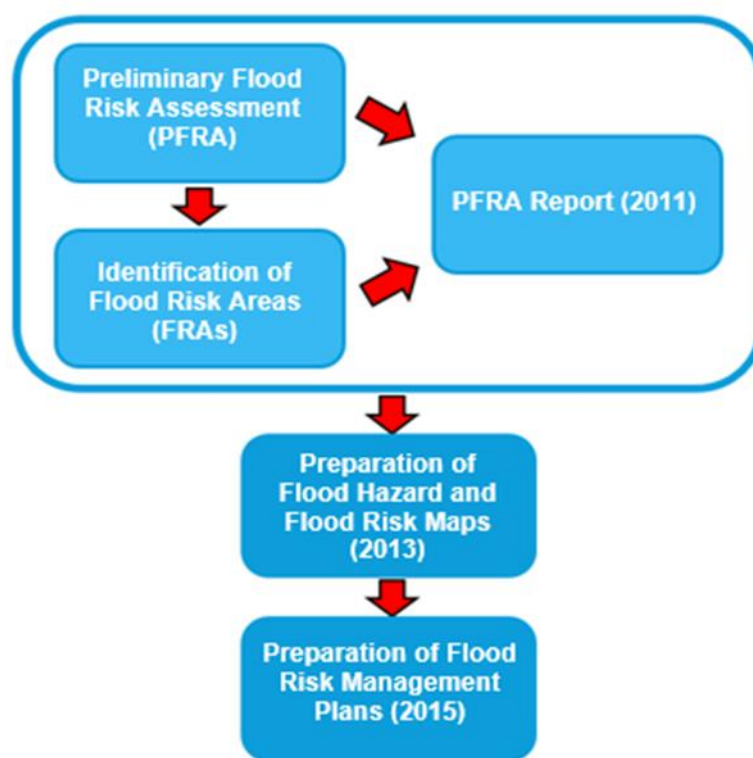 Preliminary Flood
Risk Assessment
(PFRA)
PFRA Report (2011)
Identification of
Flood Risk Areas
(FRAs)
Preparation of
Flood Hazard and
Flood Risk Maps
(2013)
Preparation of Flood
Risk Management
Plans (2015)